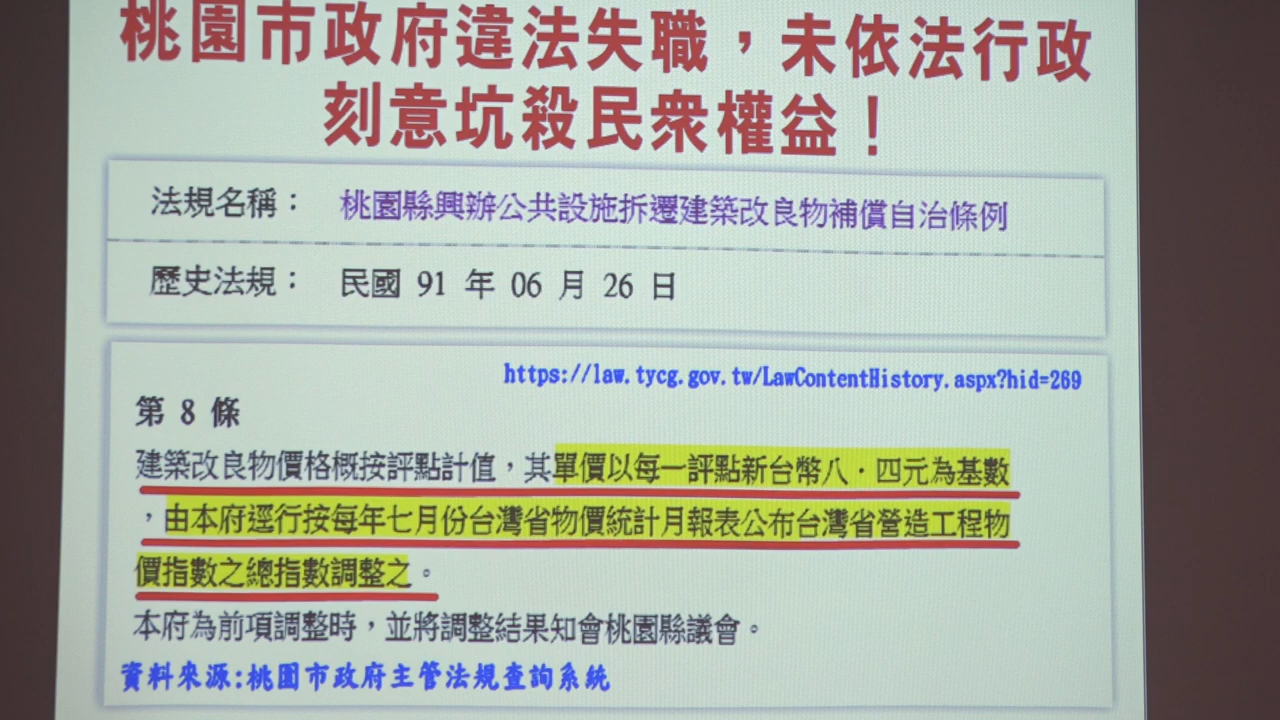 桃園市政府違法失職，未依法行政
刻意坑殺民眾權益！
法規名稱： 桃園縣興辦公共設施拆遷建築改良物補償自治條例
歷史法規： 民國 91 年 06 月 26 日
https://law.tycg.gov.tw/LawContentHistory.aspx?hid=269
第 8 條
建築改良物價格概按評點計值，其單價以每一評點新台幣八．四元為基數
，由本府逕行按每年七月份台灣省物價統計月報表公布台灣省營造工程物
價指數之總指數調整之。
本府為前項調整時，並將調整結果知會桃園縣議會。
資料來源:桃園市政府主管法規查詢系統